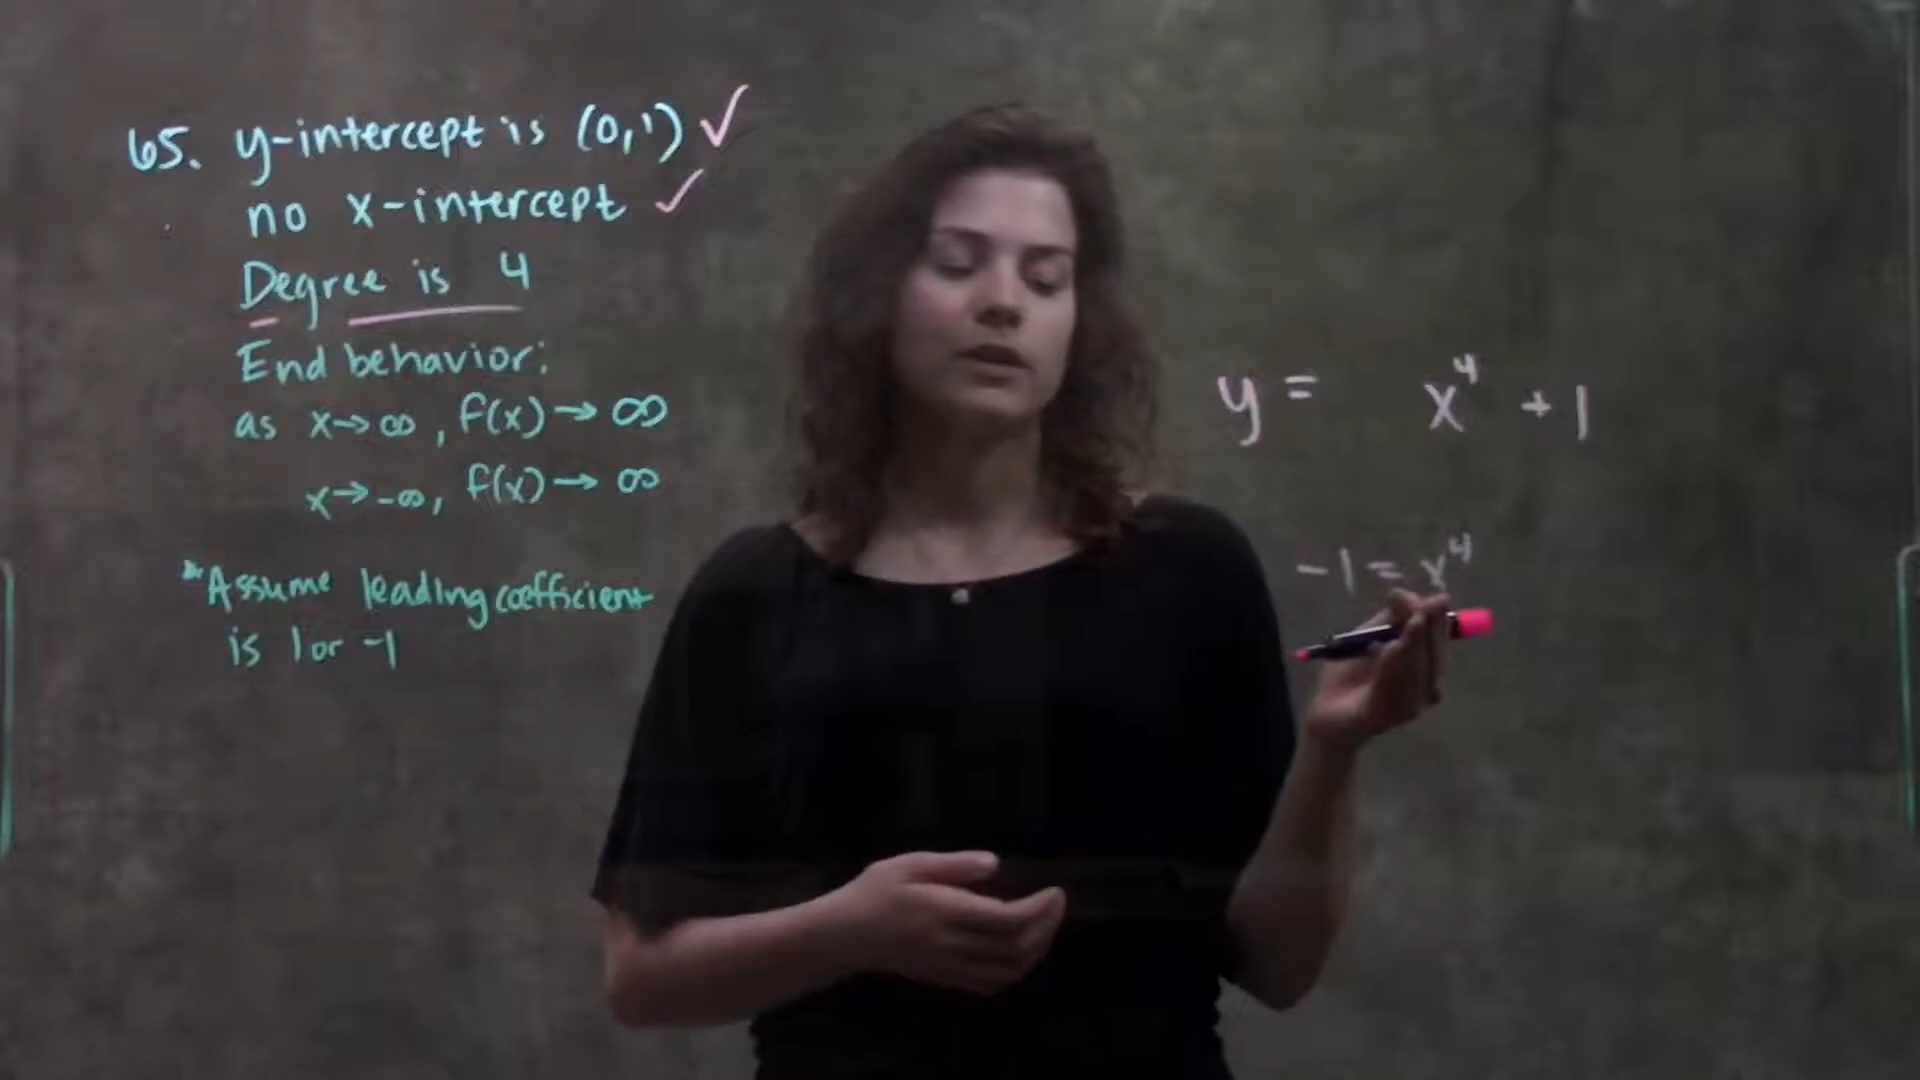 65. y-intercept is (0,1) ✓
no x-intercept ✓
Degree is 4
End behavior:
as x→∞, f(x)→∞
x→-∞, f(x)→∞
*Assume leading coefficient
is 1 or -1
y = x⁴ + 1
-1 = x⁴